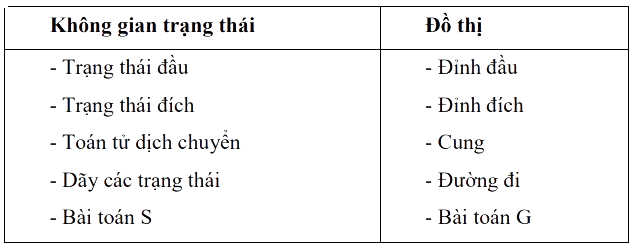 Không gian trạng thái Đồ thị
- Trạng thái đầu - Đỉnh đầu
- Trạng thái đích - Đỉnh đích
- Toán tử dịch chuyển - Cung
- Dãy các trạng thái - Đường đi
- Bài toán S - Bài toán G